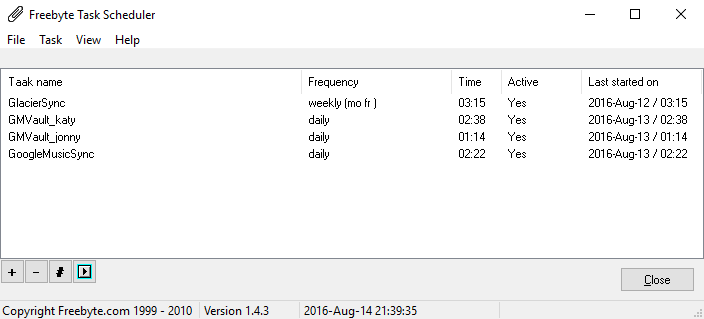 Freebyte Task Scheduler
File Task View Help
Taak name Frequency Time Active Last started on
GlacierSync weekly (mo fr ) 03:15 Yes 2016-Aug-12 / 03:15
GMVault_katy daily 02:38 Yes 2016-Aug-13 / 02:38
GMVault_jonny daily 01:14 Yes 2016-Aug-13 / 01:14
GoogleMusicSync daily 02:22 Yes 2016-Aug-13 / 02:22
+ - #
Close
Copyright Freebyte.com 1999 - 2010 Version 1.4.3 2016-Aug-14 21:39:35